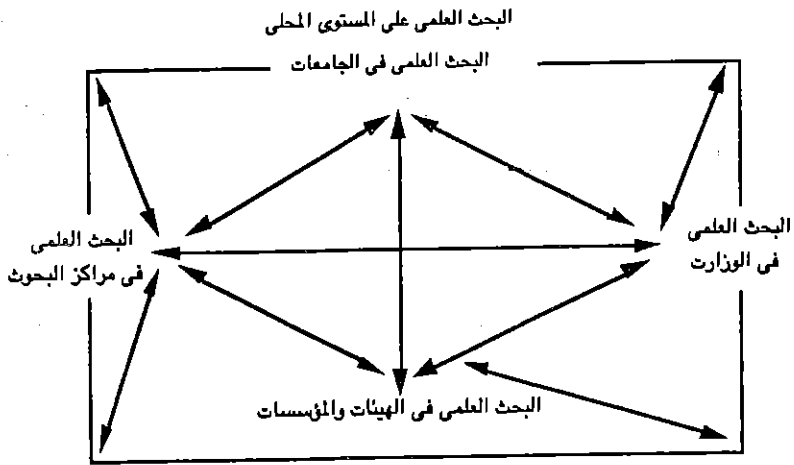 البحث العلمى على المستوى المحلى
البحث العلمى فى الجامعات
البحث العلمى
فى الوزارت
البحث العلمى
فى مراكز البحوث
البحث العلمى فى الهيئات والمؤسسات